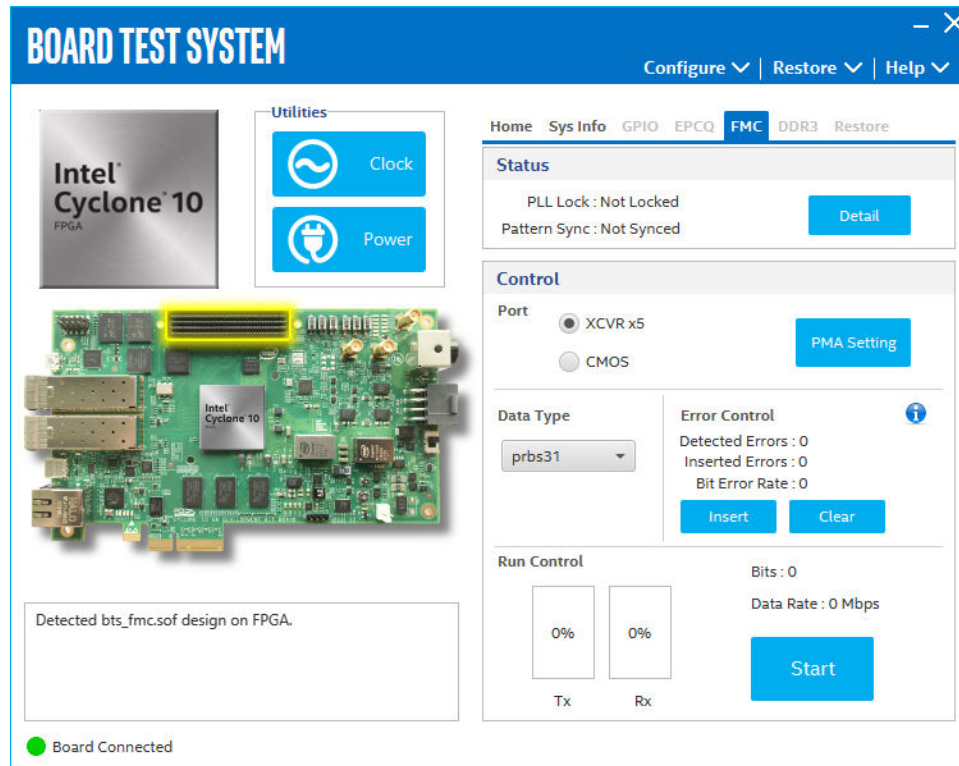 BOARD TEST SYSTEM
Configure | Restore | Help
Intel®
Cyclone® 10
FPGA
Utilities
Clock
Power
Home Sys Info GPIO EPCQ FMC DDR3 Restore
Status
PLL Lock : Not Locked
Pattern Sync : Not Synced
Detail
Control
Port
XCVR x5
CMOS
PMA Setting
Data Type
prbs31
Error Control
Detected Errors : 0
Inserted Errors : 0
Bit Error Rate : 0
Insert
Clear
Run Control
0%
0%
Tx
Rx
Bits : 0
Data Rate : 0 Mbps
Start
Intel
Cyclone 10
Detected bts_fmc.sof design on FPGA.
Board Connected